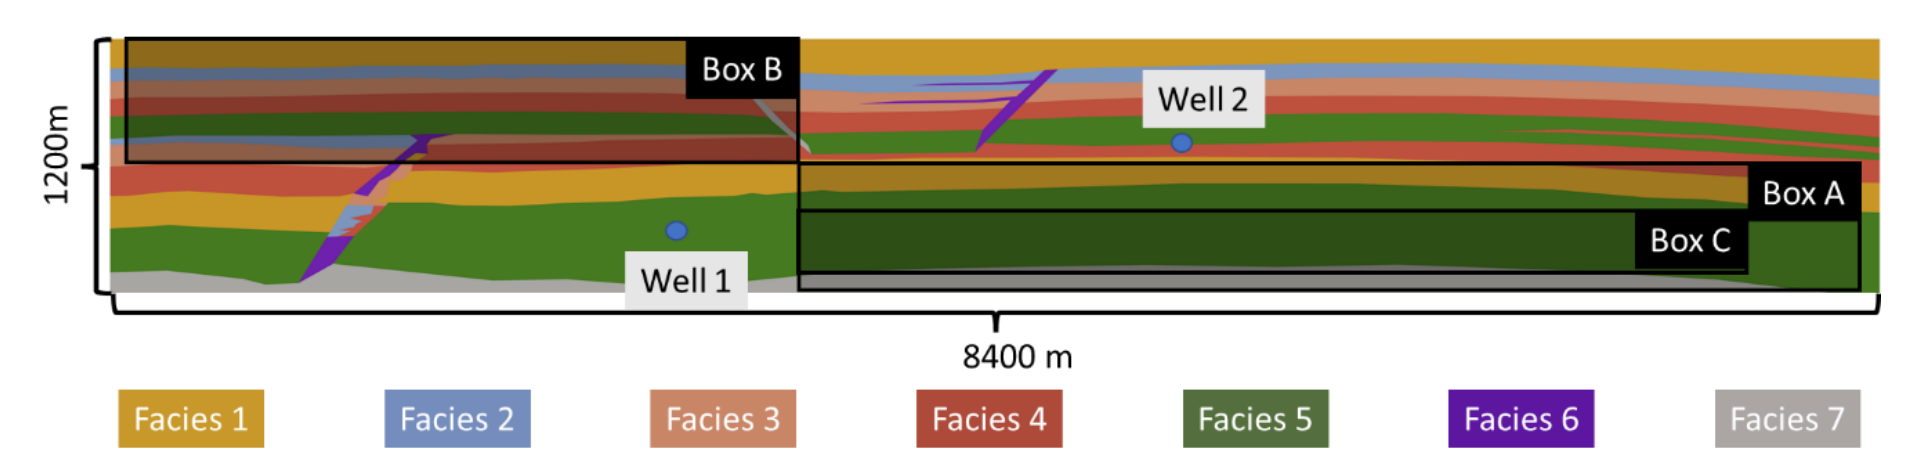 Box B
Well 2
1200m
Box A
Box C
Well 1
8400 m
Facies 1
Facies 2
Facies 3
Facies 4
Facies 5
Facies 6
Facies 7